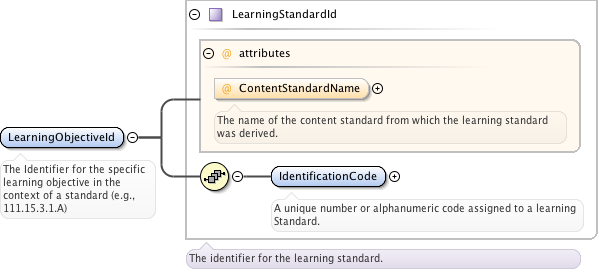 LearningStandardId
@ attributes
@ ContentStandardName
The name of the content standard from which the learning standard
was derived.
LearningObjectiveId
The Identifier for the specific
learning objective in the
context of a standard (e.g.,
111.15.3.1.A)
IdentificationCode
A unique number or alphanumeric code assigned to a learning
Standard.
The identifier for the learning standard.